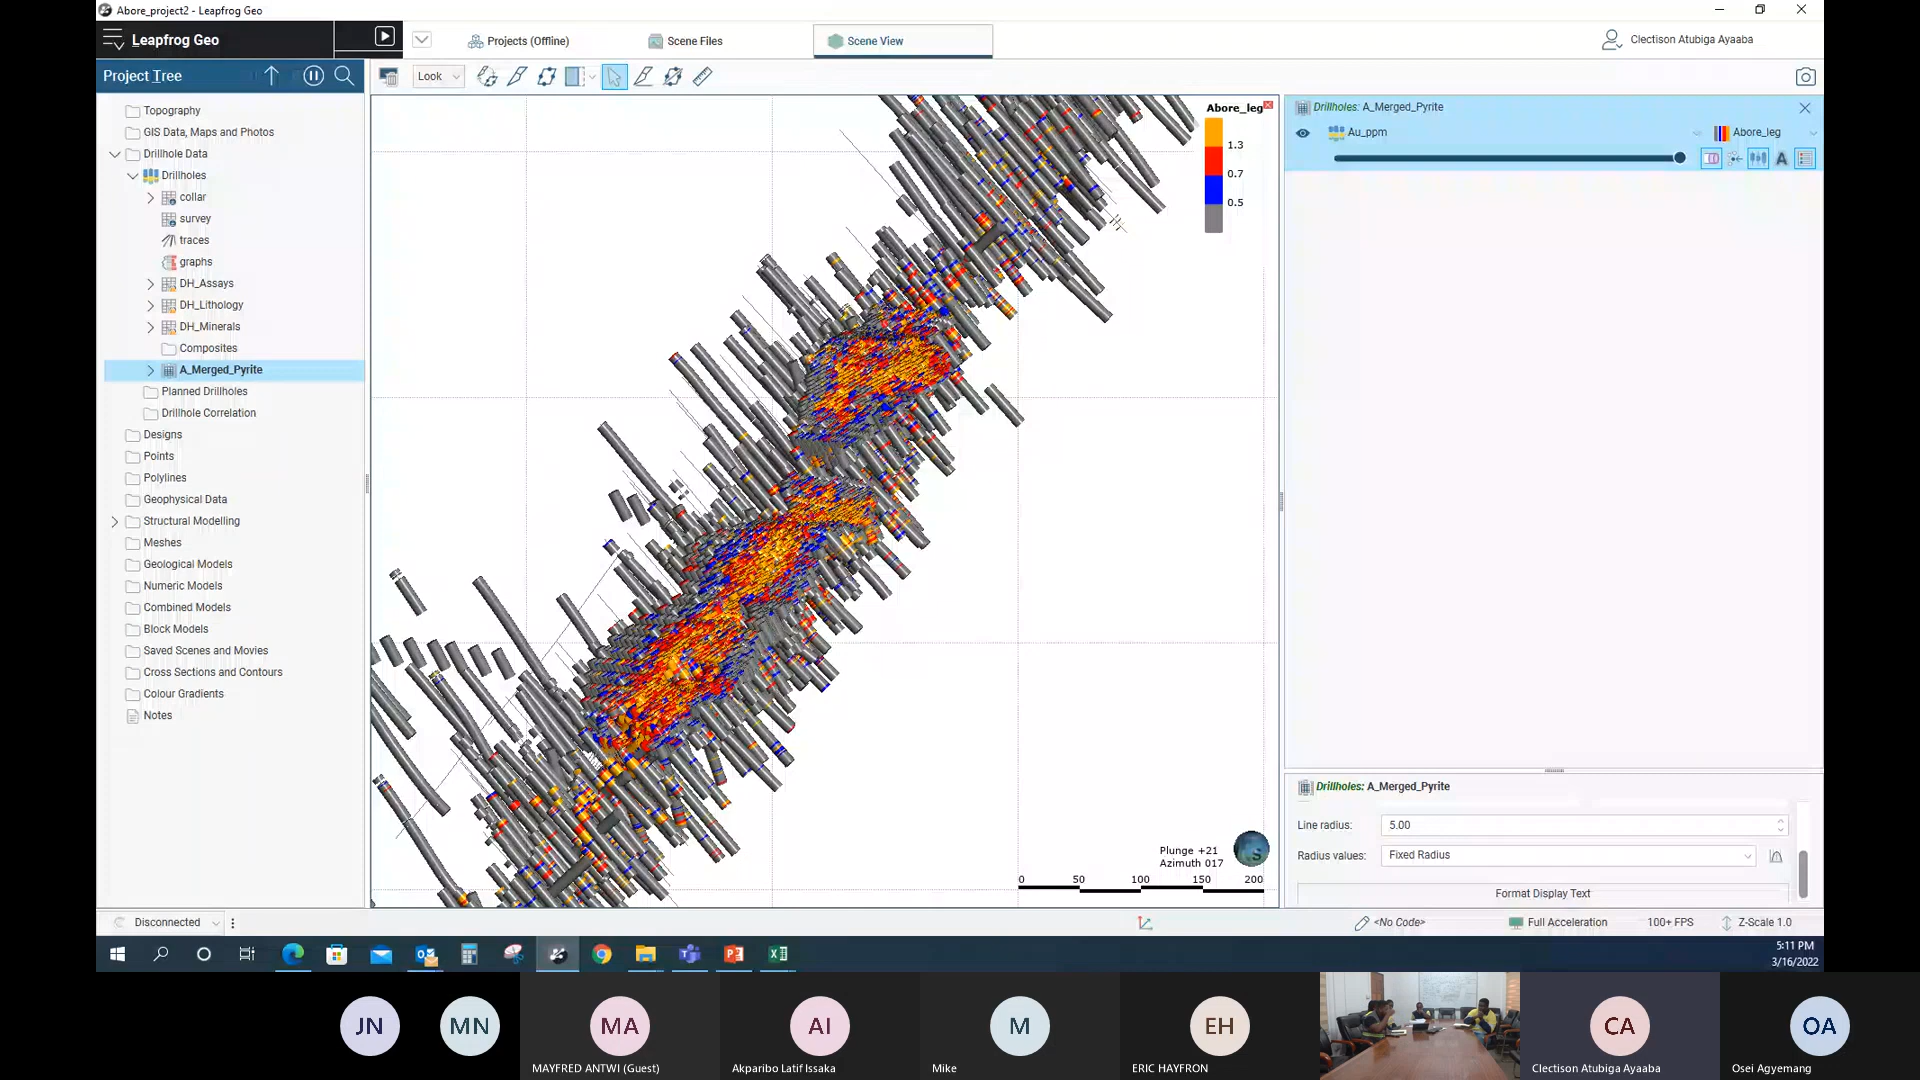 Abore_project2 - Leapfrog Geo
Leapfrog Geo
Projects (Offline)
Scene Files
Scene View
Clectison Atubiga Ayaaba
Project Tree
Look
Topography
GIS Data, Maps and Photos
Drillhole Data
Drillholes
collar
survey
traces
graphs
DH_Assays
DH_Lithology
DH_Minerals
Composites
A_Merged_Pyrite
Planned Drillholes
Drillhole Correlation
Designs
Points
Polylines
Geophysical Data
Structural Modelling
Meshes
Geological Models
Numeric Models
Combined Models
Block Models
Saved Scenes and Movies
Cross Sections and Contours
Colour Gradients
Notes
Abore_leg
1.3
0.7
0.5
Plunge +21
Azimuth 017
0 50 100 150 200
Drillholes: A_Merged_Pyrite
Au_ppm
Abore_leg
A
Drillholes: A_Merged_Pyrite
Line radius: 5.00
Radius values: Fixed Radius
Format Display Text
Disconnected
<No Code>
Full Acceleration
100+ FPS
Z-Scale 1.0
5:11 PM
3/16/2022
JN
MN
MA
MAYFRED ANTWI (Guest)
AI
Akparibo Latif Issaka
M
Mike
EH
ERIC HAYFRON
CA
Clectison Atubiga Ayaaba
OA
Osei Agyemang